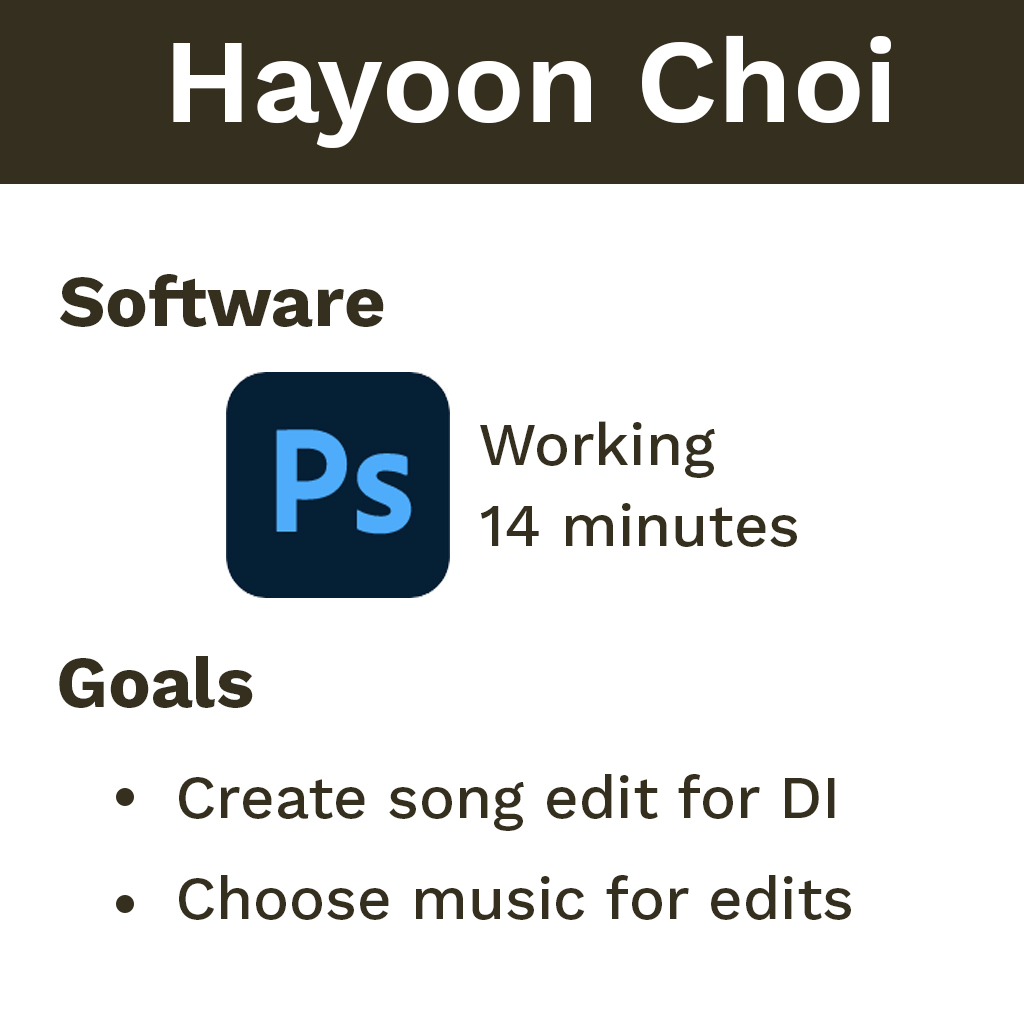 Hayoon Choi
Software
Ps
Working
14 minutes
Goals
• Create song edit for DI
• Choose music for edits